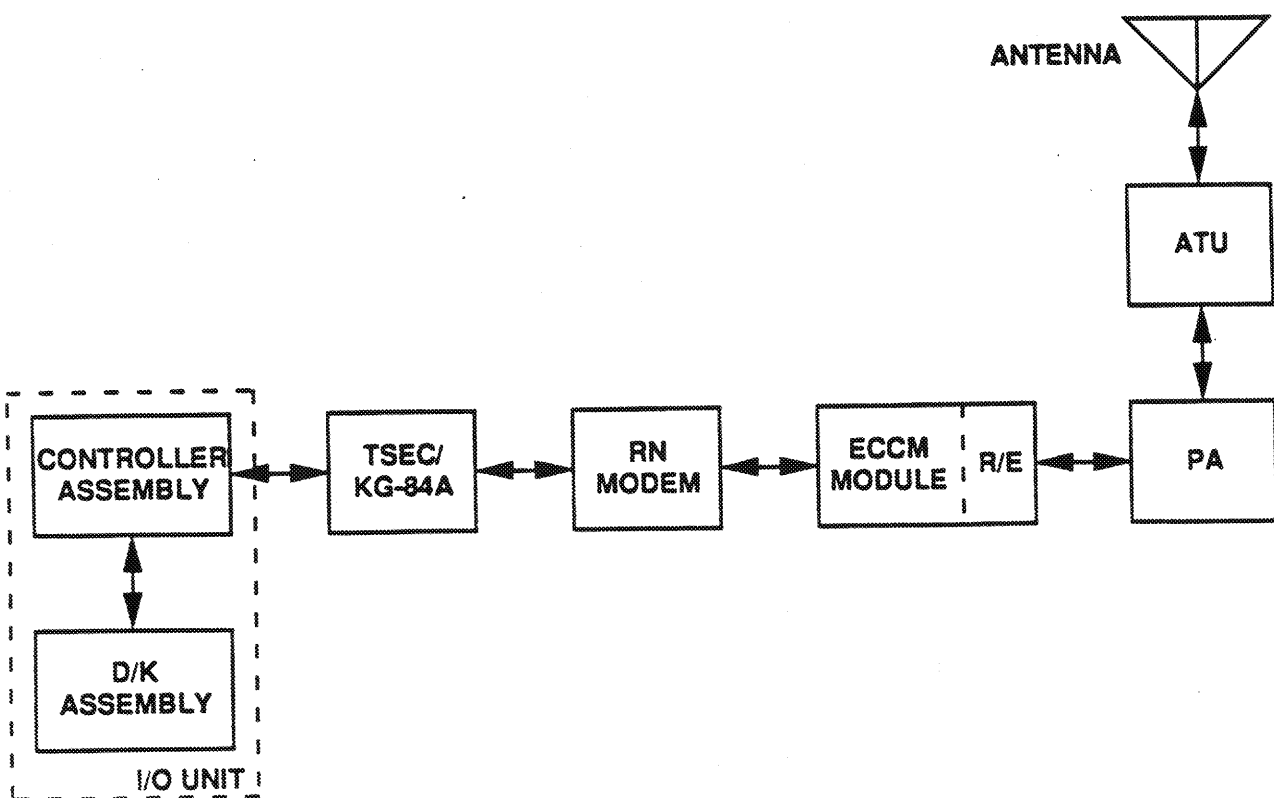 ANTENNA
ATU
CONTROLLER
ASSEMBLY
TSEC/
KG-84A
RN
MODEM
ECCM
MODULE
R/E
PA
D/K
ASSEMBLY
I/O UNIT